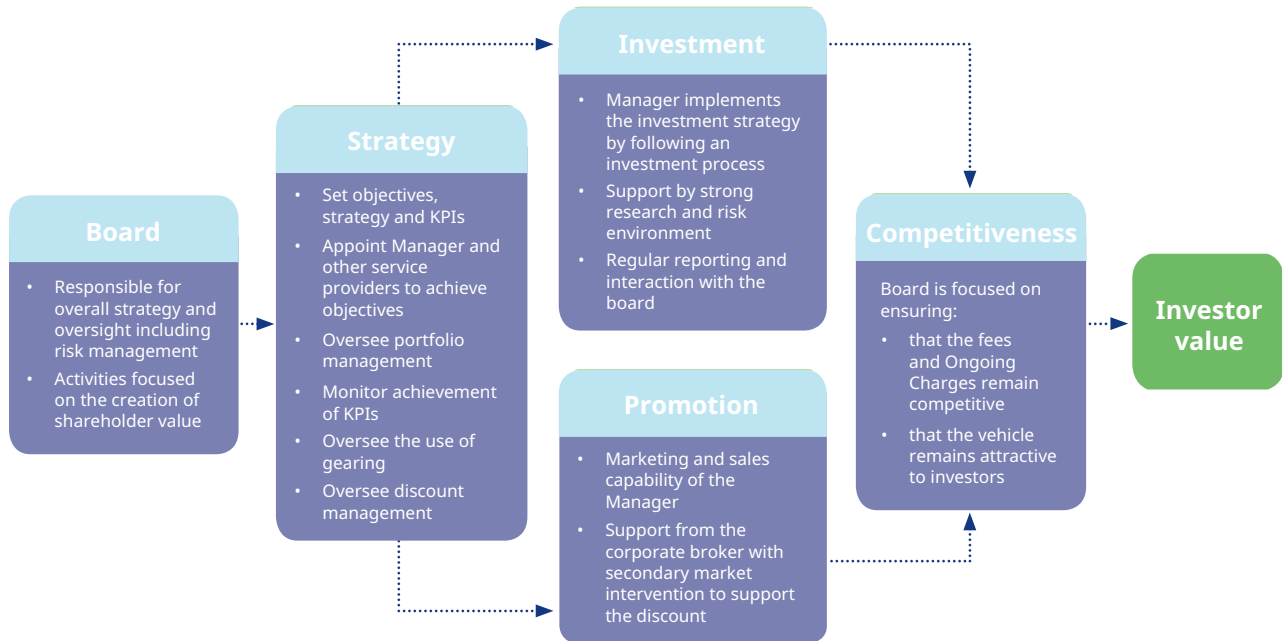 Board
• Responsible for
overall strategy and
oversight including
risk management
• Activities focused
on the creation of
shareholder value
Strategy
• Set objectives,
strategy and KPIs
• Appoint Manager and
other service
providers to achieve
objectives
• Oversee portfolio
management
• Monitor achievement
of KPIs
• Oversee the use of
gearing
• Oversee discount
management
Investment
• Manager implements
the investment strategy
by following an
investment process
• Support by strong
research and risk
environment
• Regular reporting and
interaction with the
board
Promotion
• Marketing and sales
capability of the
Manager
• Support from the
corporate broker with
secondary market
intervention to support
the discount
Competitiveness
Board is focused on
ensuring:
• that the fees
and Ongoing
Charges remain
competitive
• that the vehicle
remains attractive
to investors
Investor
value